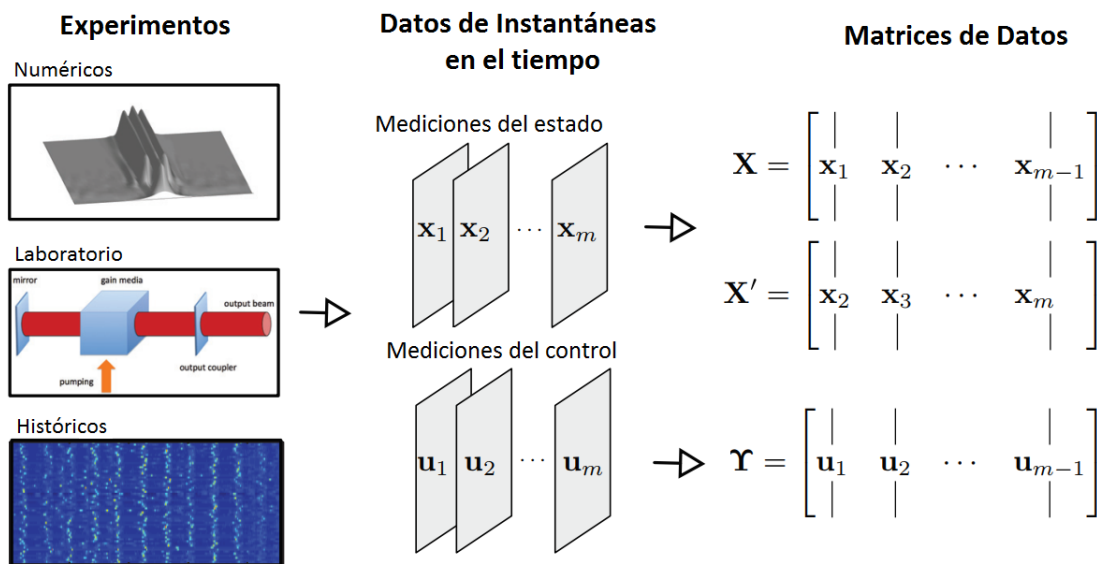 Experimentos
Numéricos
Laboratorio
mirror
gain media
output beam
output coupler
pumping
Históricos
Datos de Instantáneas
en el tiempo
Mediciones del estado
x₁ x₂ ··· xₘ
Mediciones del control
u₁ u₂ ··· uₘ
Matrices de Datos
X = [ x₁ x₂ ··· xₘ₋₁ ]
X′ = [ x₂ x₃ ··· xₘ ]
ϒ = [ u₁ u₂ ··· uₘ₋₁ ]